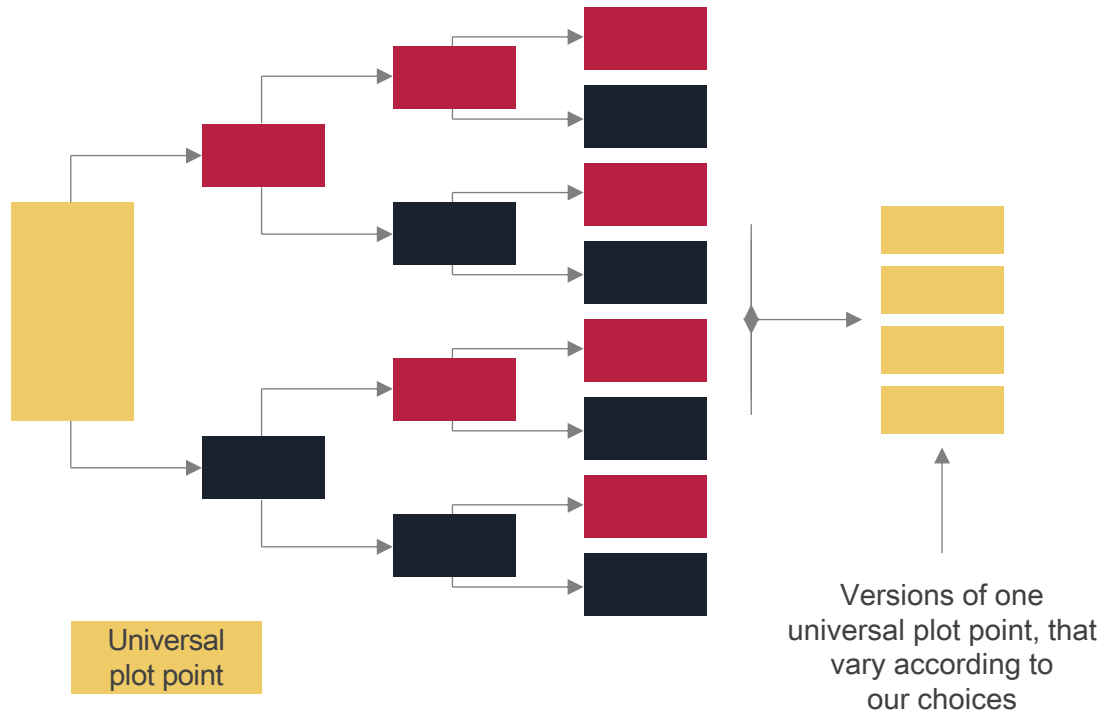 Universal
plot point
Versions of one
universal plot point, that
vary according to
our choices